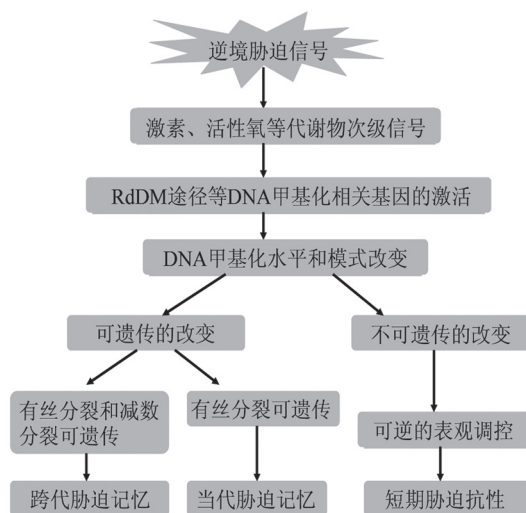 逆境胁迫信号
激素、活性氧等代谢物次级信号
RdDM途径等DNA甲基化相关基因的激活
DNA甲基化水平和模式改变
可遗传的改变
不可遗传的改变
有丝分裂和减数
分裂可遗传
有丝分裂可遗传
可逆的表观调控
跨代胁迫记忆
当代胁迫记忆
短期胁迫抗性